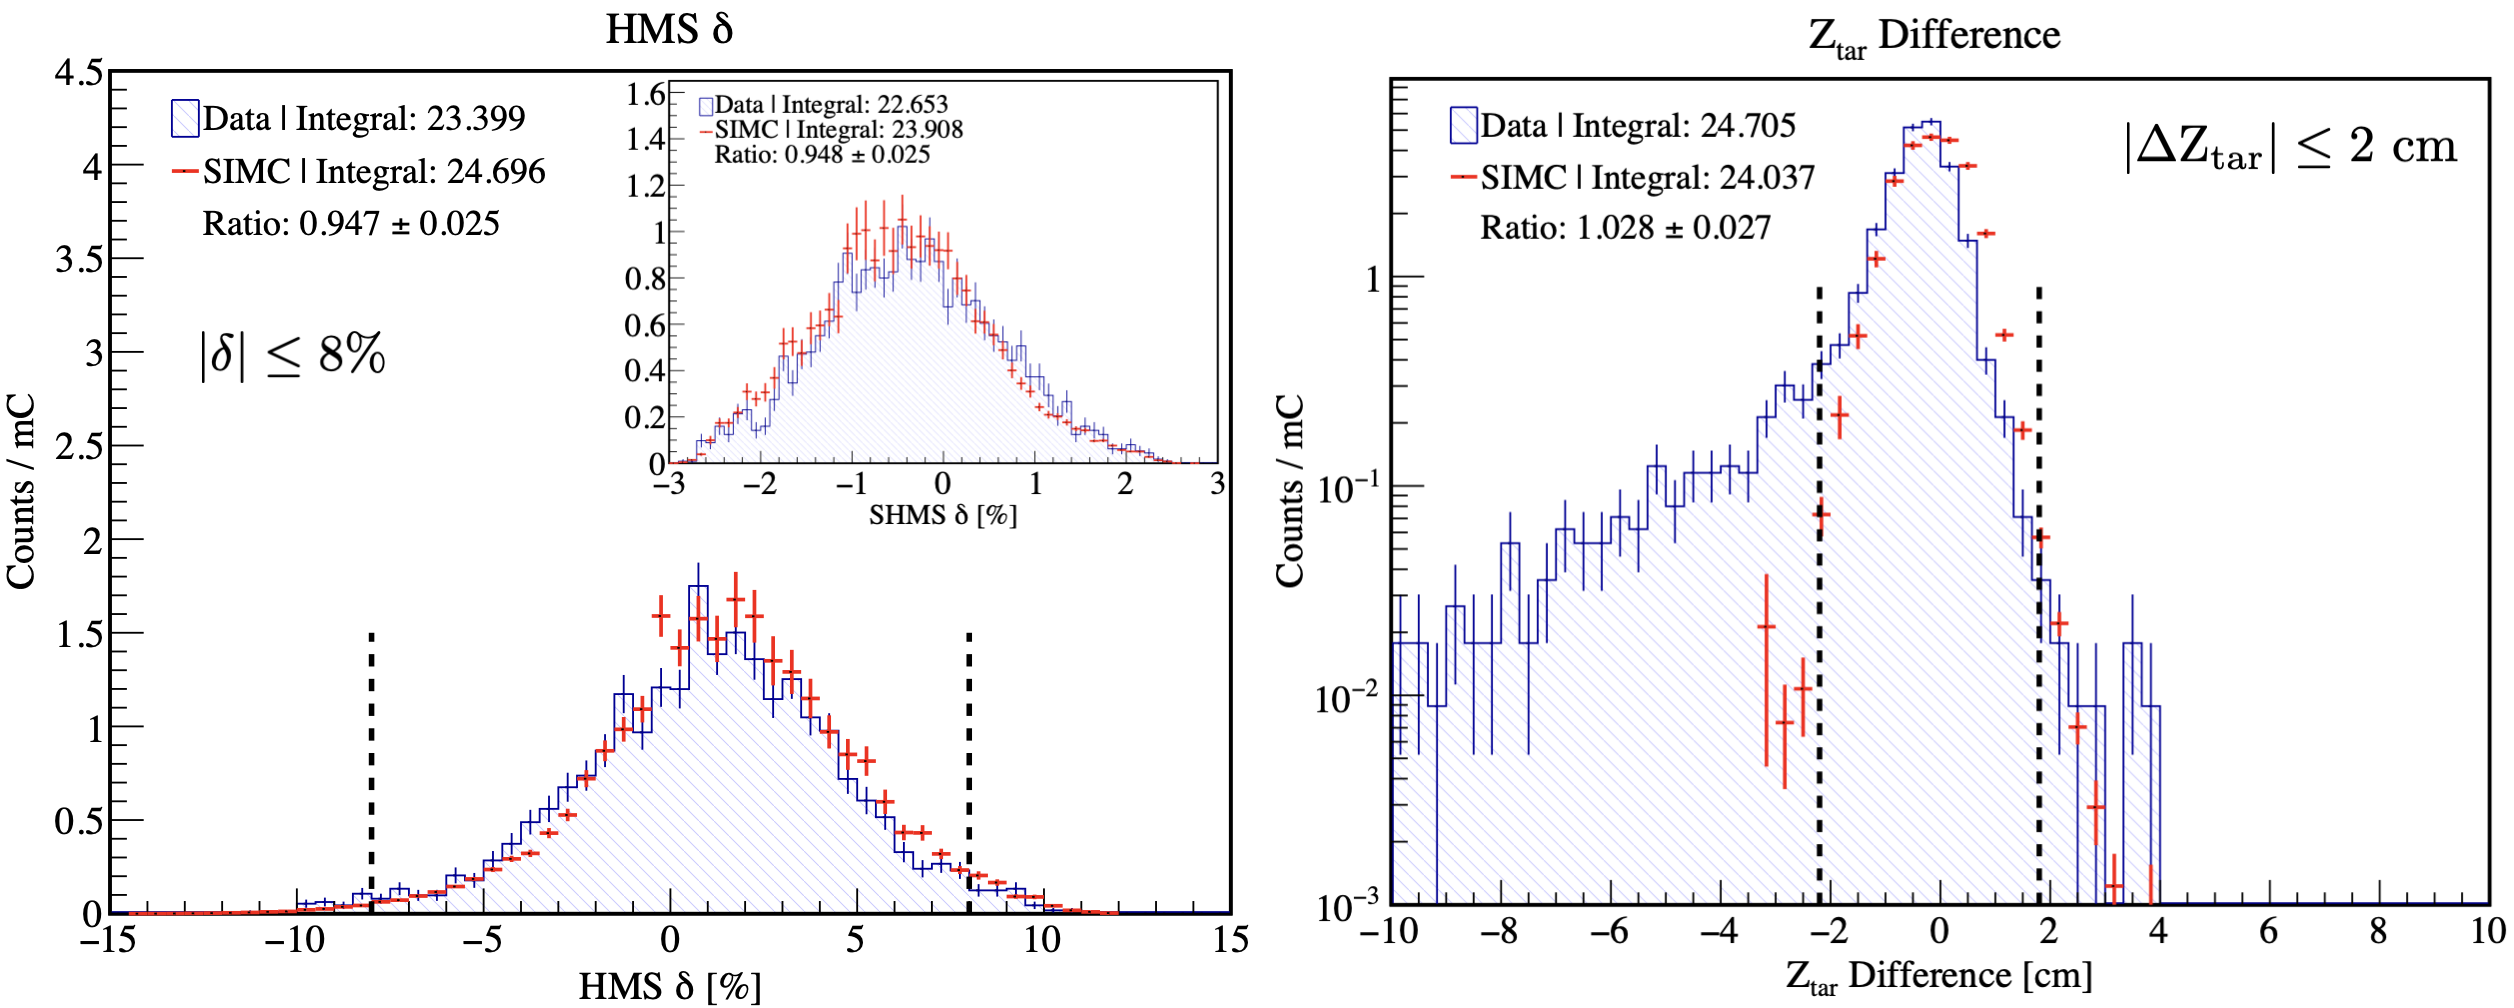 HMS δ
Data | Integral: 23.399
SIMC | Integral: 24.696
Ratio: 0.947 ± 0.025
|δ| ≤ 8%
Counts / mC
4.5
4
3.5
3
2.5
2
1.5
1
0.5
0
−15 −10 −5 0 5 10 15
HMS δ [%]
Data | Integral: 22.653
SIMC | Integral: 23.908
Ratio: 0.948 ± 0.025
1.6
1.4
1.2
1
0.8
0.6
0.4
0.2
0
−3 −2 −1 0 1 2 3
SHMS δ [%]
Z_tar Difference
Data | Integral: 24.705
SIMC | Integral: 24.037
Ratio: 1.028 ± 0.027
|ΔZ_tar| ≤ 2 cm
Counts / mC
1
10⁻¹
10⁻²
10⁻³
−10 −8 −6 −4 −2 0 2 4 6 8 10
Z_tar Difference [cm]